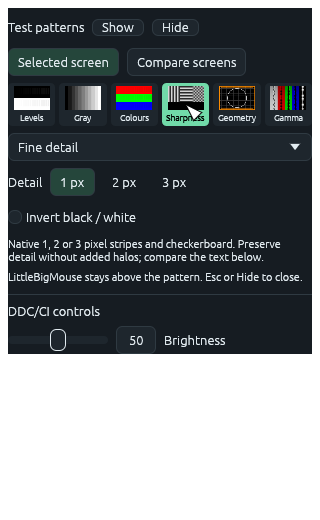 Test patterns Show Hide
Selected screen Compare screens
Levels Gray Colours Sharpness Geometry Gamma
Fine detail
Detail 1 px 2 px 3 px
Invert black / white
Native 1, 2 or 3 pixel stripes and checkerboard. Preserve
detail without added halos; compare the text below.
LittleBigMouse stays above the pattern. Esc or Hide to close.
DDC/CI controls
50 Brightness